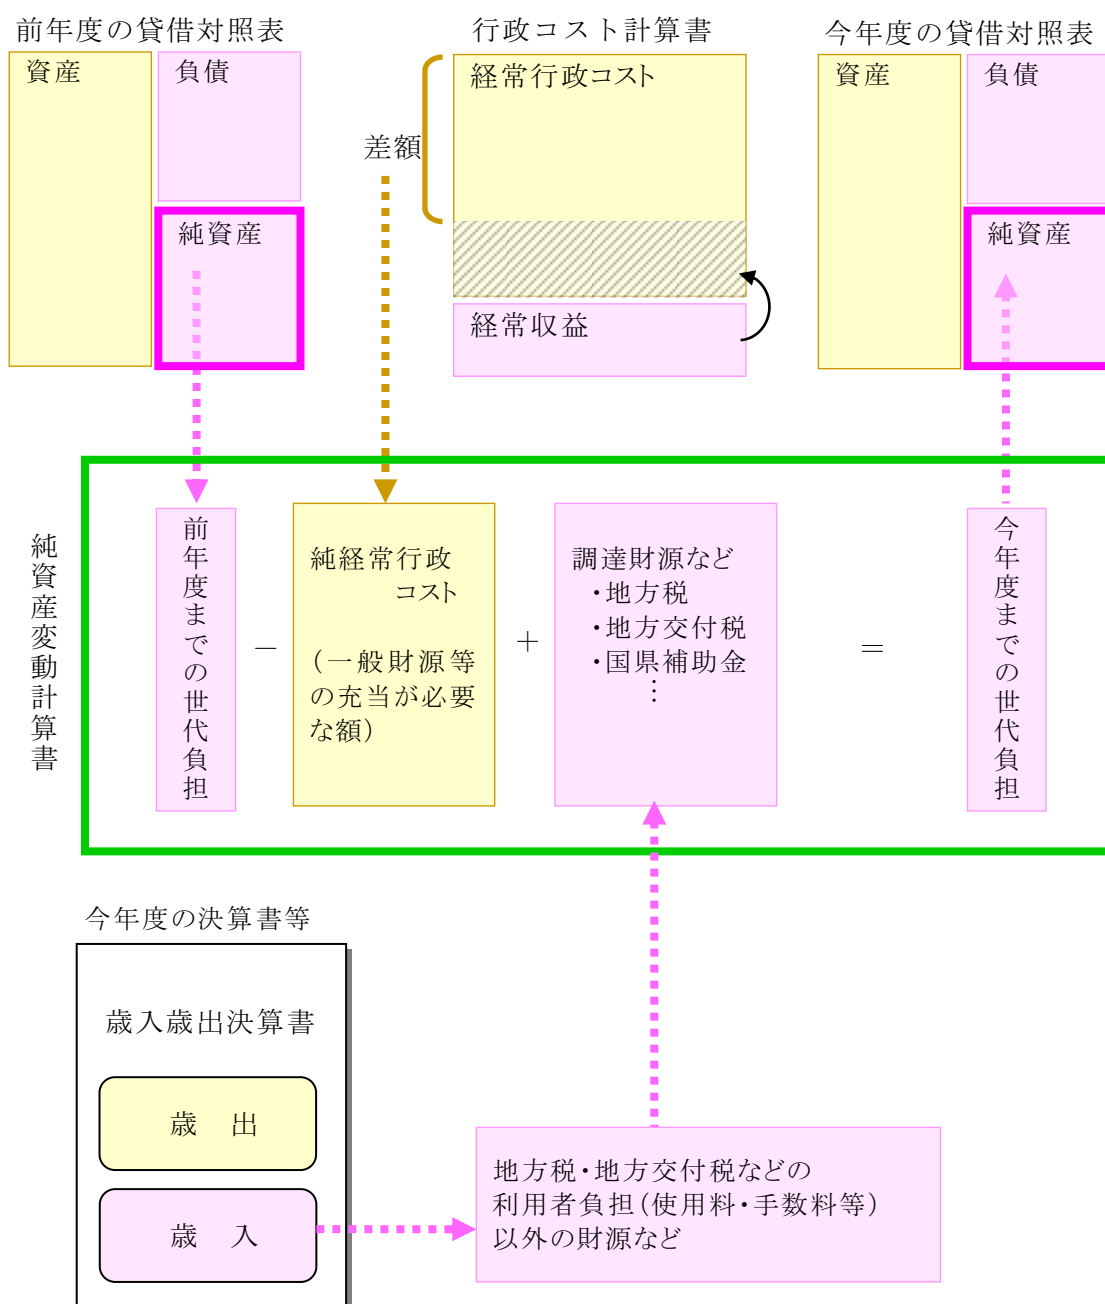 前年度の貸借対照表
行政コスト計算書
今年度の貸借対照表
資産
負債
純資産
経常行政コスト
差額
経常収益
資産
負債
純資産
純資産変動計算書
前年度までの世代負担
－
純経常行政
コスト
（一般財源等
の充当が必要
な額）
＋
調達財源など
・地方税
・地方交付税
・国県補助金
…
＝
今年度までの世代負担
今年度の決算書等
歳入歳出決算書
歳　出
歳　入
地方税・地方交付税などの
利用者負担（使用料・手数料等）
以外の財源など